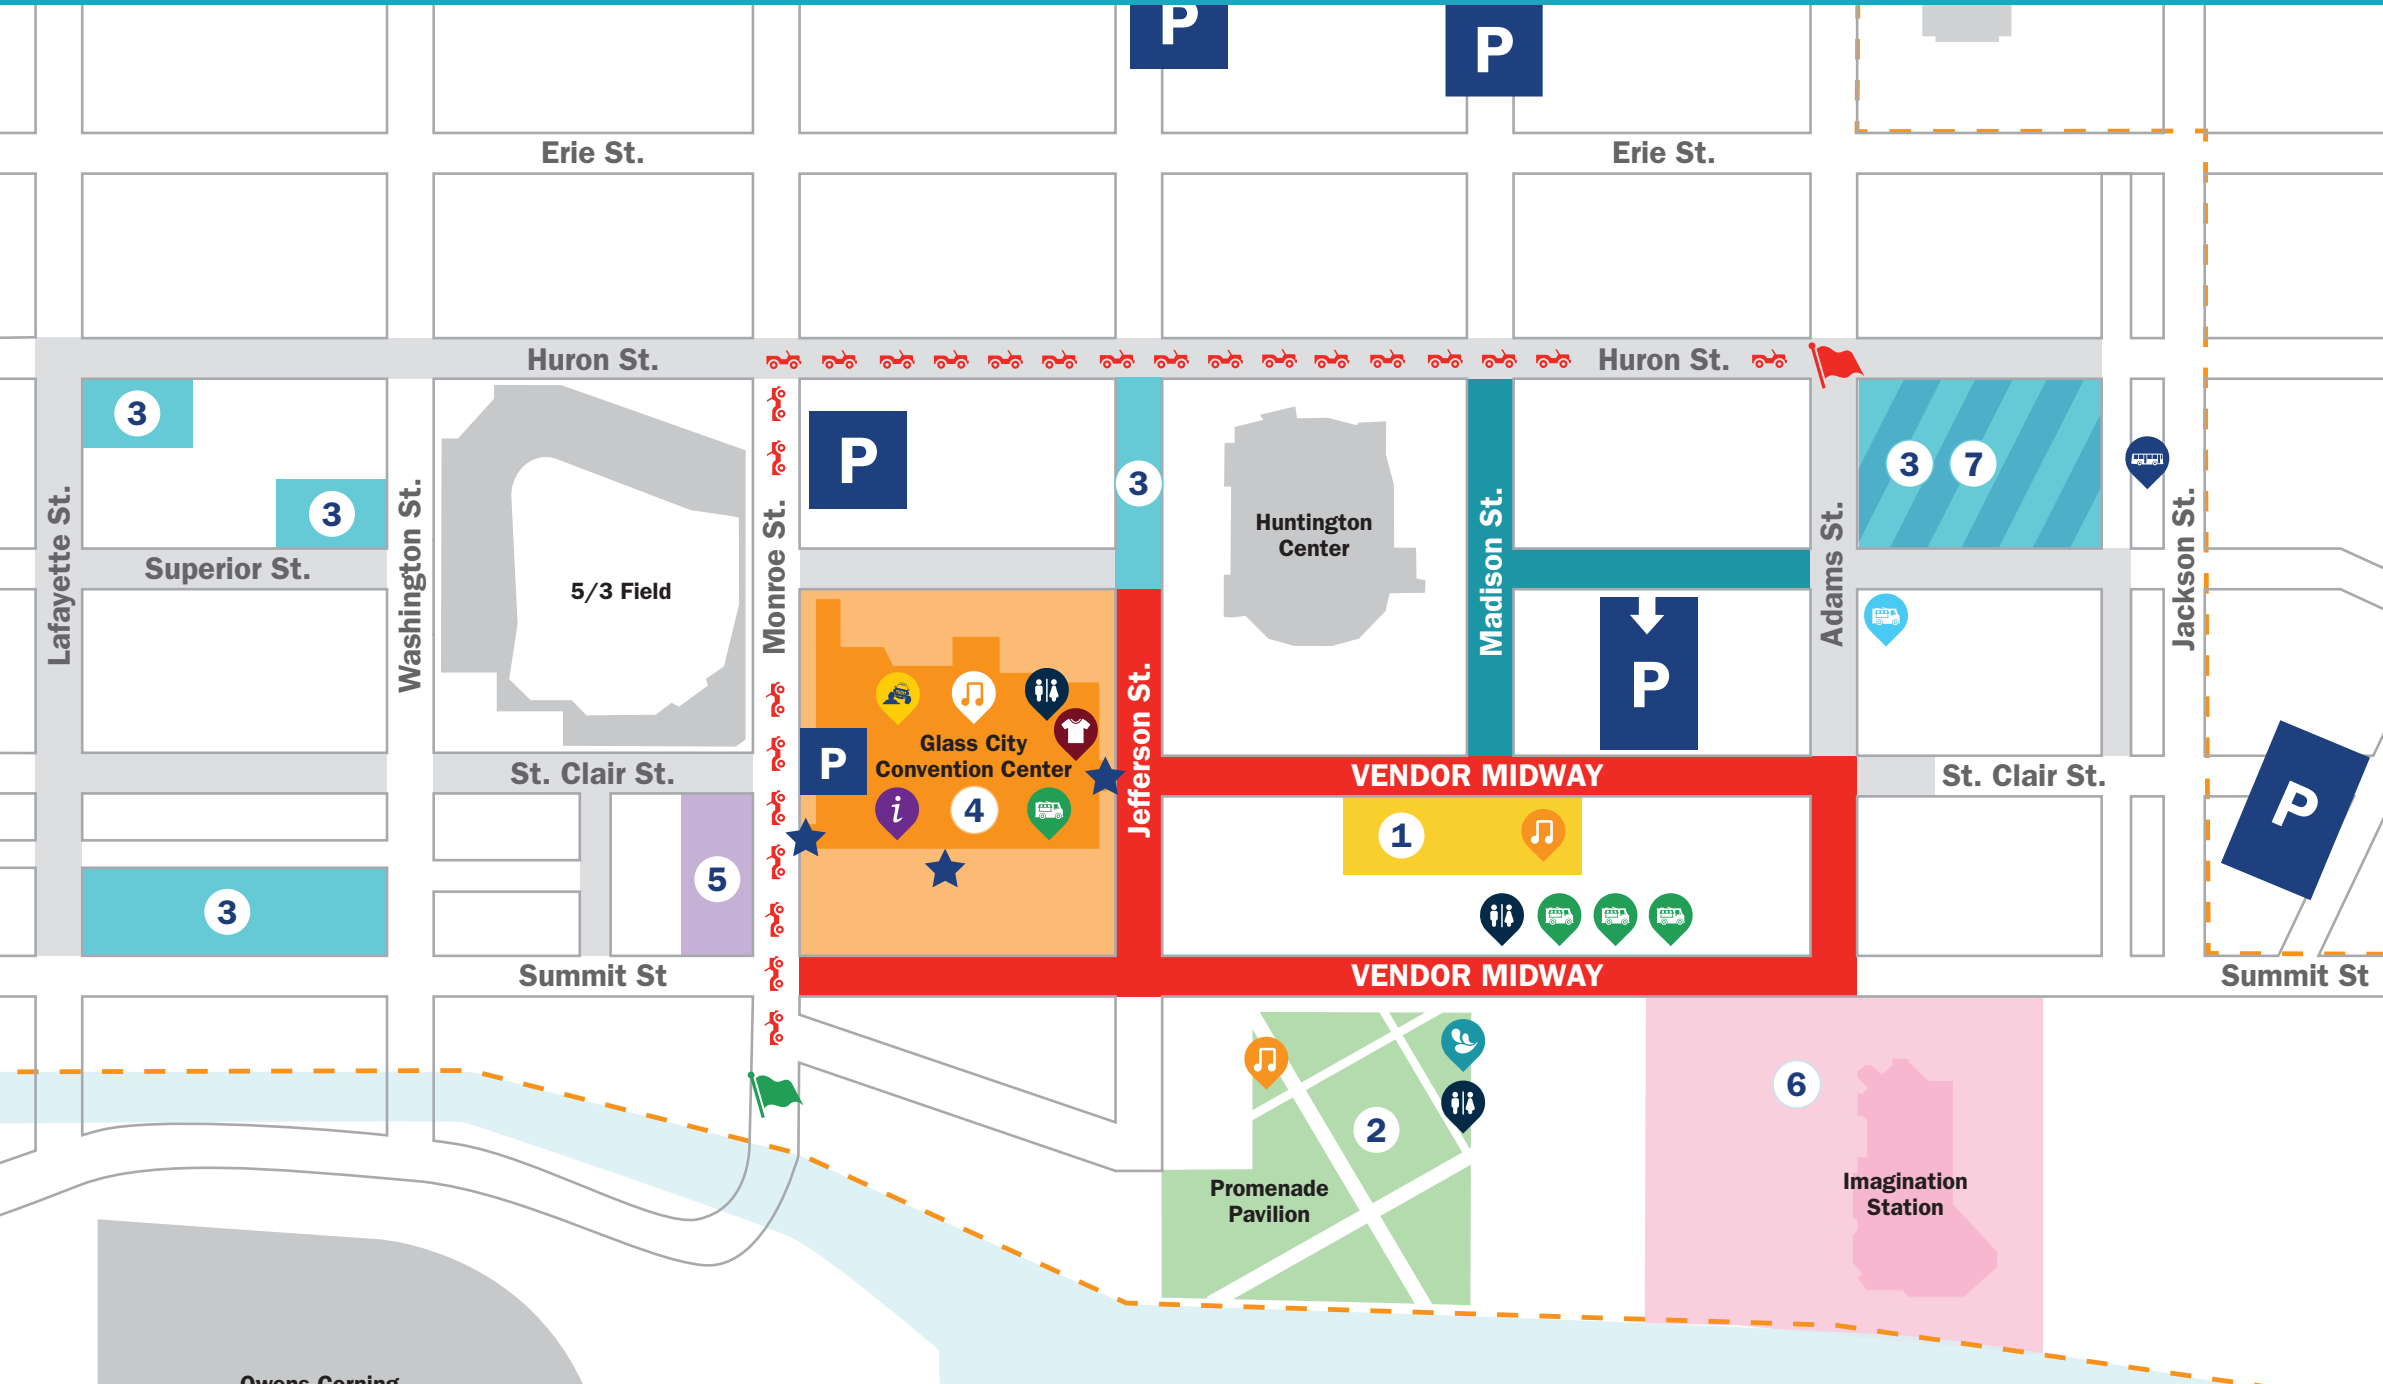 P
P
Erie St.
Erie St.
Huron St.
Huron St.
3
3
P
3
3
7
Huntington
Center
Lafayette St.
Superior St.
Washington St.
5/3 Field
Monroe St.
Madison St.
Adams St.
Jackson St.
P
Jefferson St.
Glass City
Convention Center
P
St. Clair St.
VENDOR MIDWAY
St. Clair St.
i
4
P
1
5
3
Summit St
VENDOR MIDWAY
Summit St
2
6
Promenade
Pavilion
Imagination
Station
Owens Corning